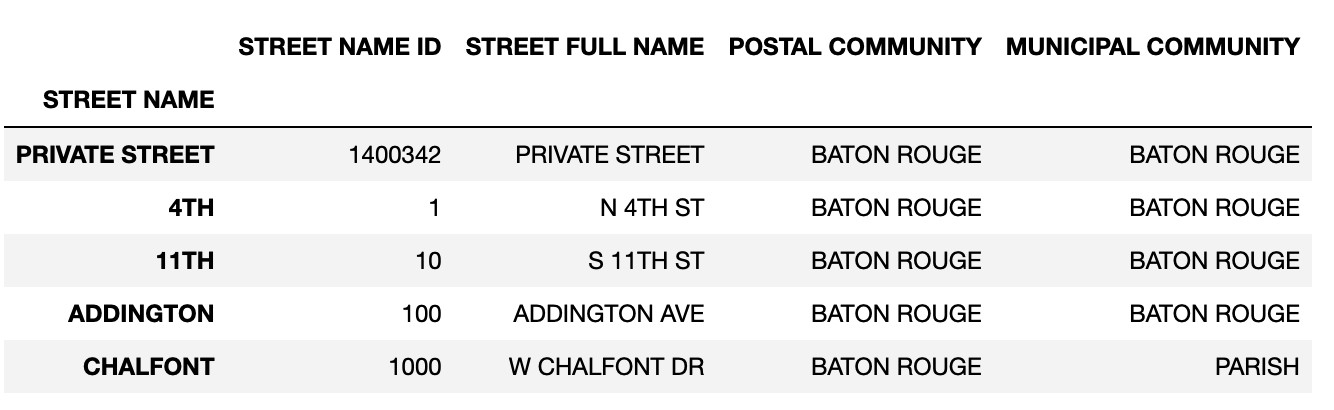 STREET NAME ID STREET FULL NAME POSTAL COMMUNITY MUNICIPAL COMMUNITY
STREET NAME
PRIVATE STREET 1400342 PRIVATE STREET BATON ROUGE BATON ROUGE
4TH 1 N 4TH ST BATON ROUGE BATON ROUGE
11TH 10 S 11TH ST BATON ROUGE BATON ROUGE
ADDINGTON 100 ADDINGTON AVE BATON ROUGE BATON ROUGE
CHALFONT 1000 W CHALFONT DR BATON ROUGE PARISH